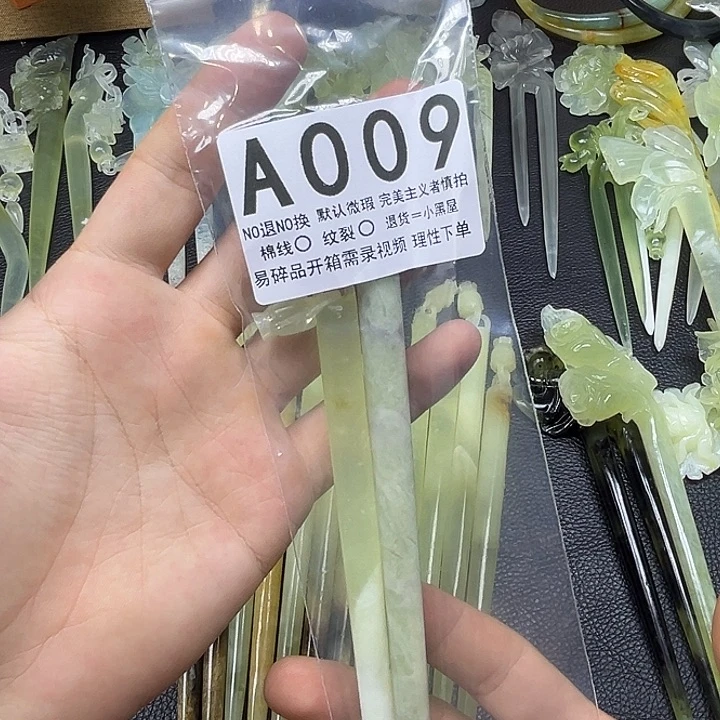 A009
NO退NO换 默认微瑕 完美主义者慎拍
棉线○ 纹裂○ 退货=小黑屋
易碎品开箱需录视频 理性下单